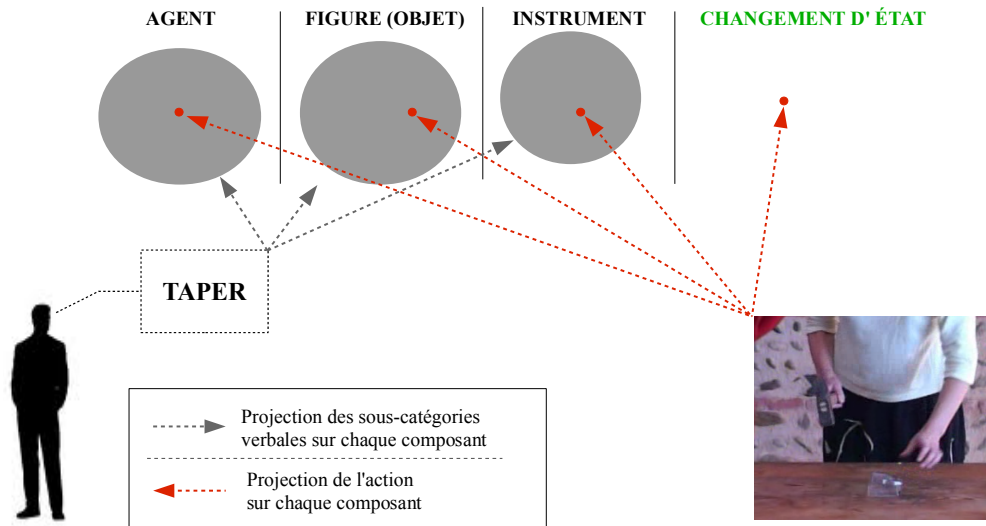 AGENT
FIGURE (OBJET)
INSTRUMENT
CHANGEMENT D' ÉTAT
TAPER
Projection des sous-catégories
verbales sur chaque composant
Projection de l'action
sur chaque composant